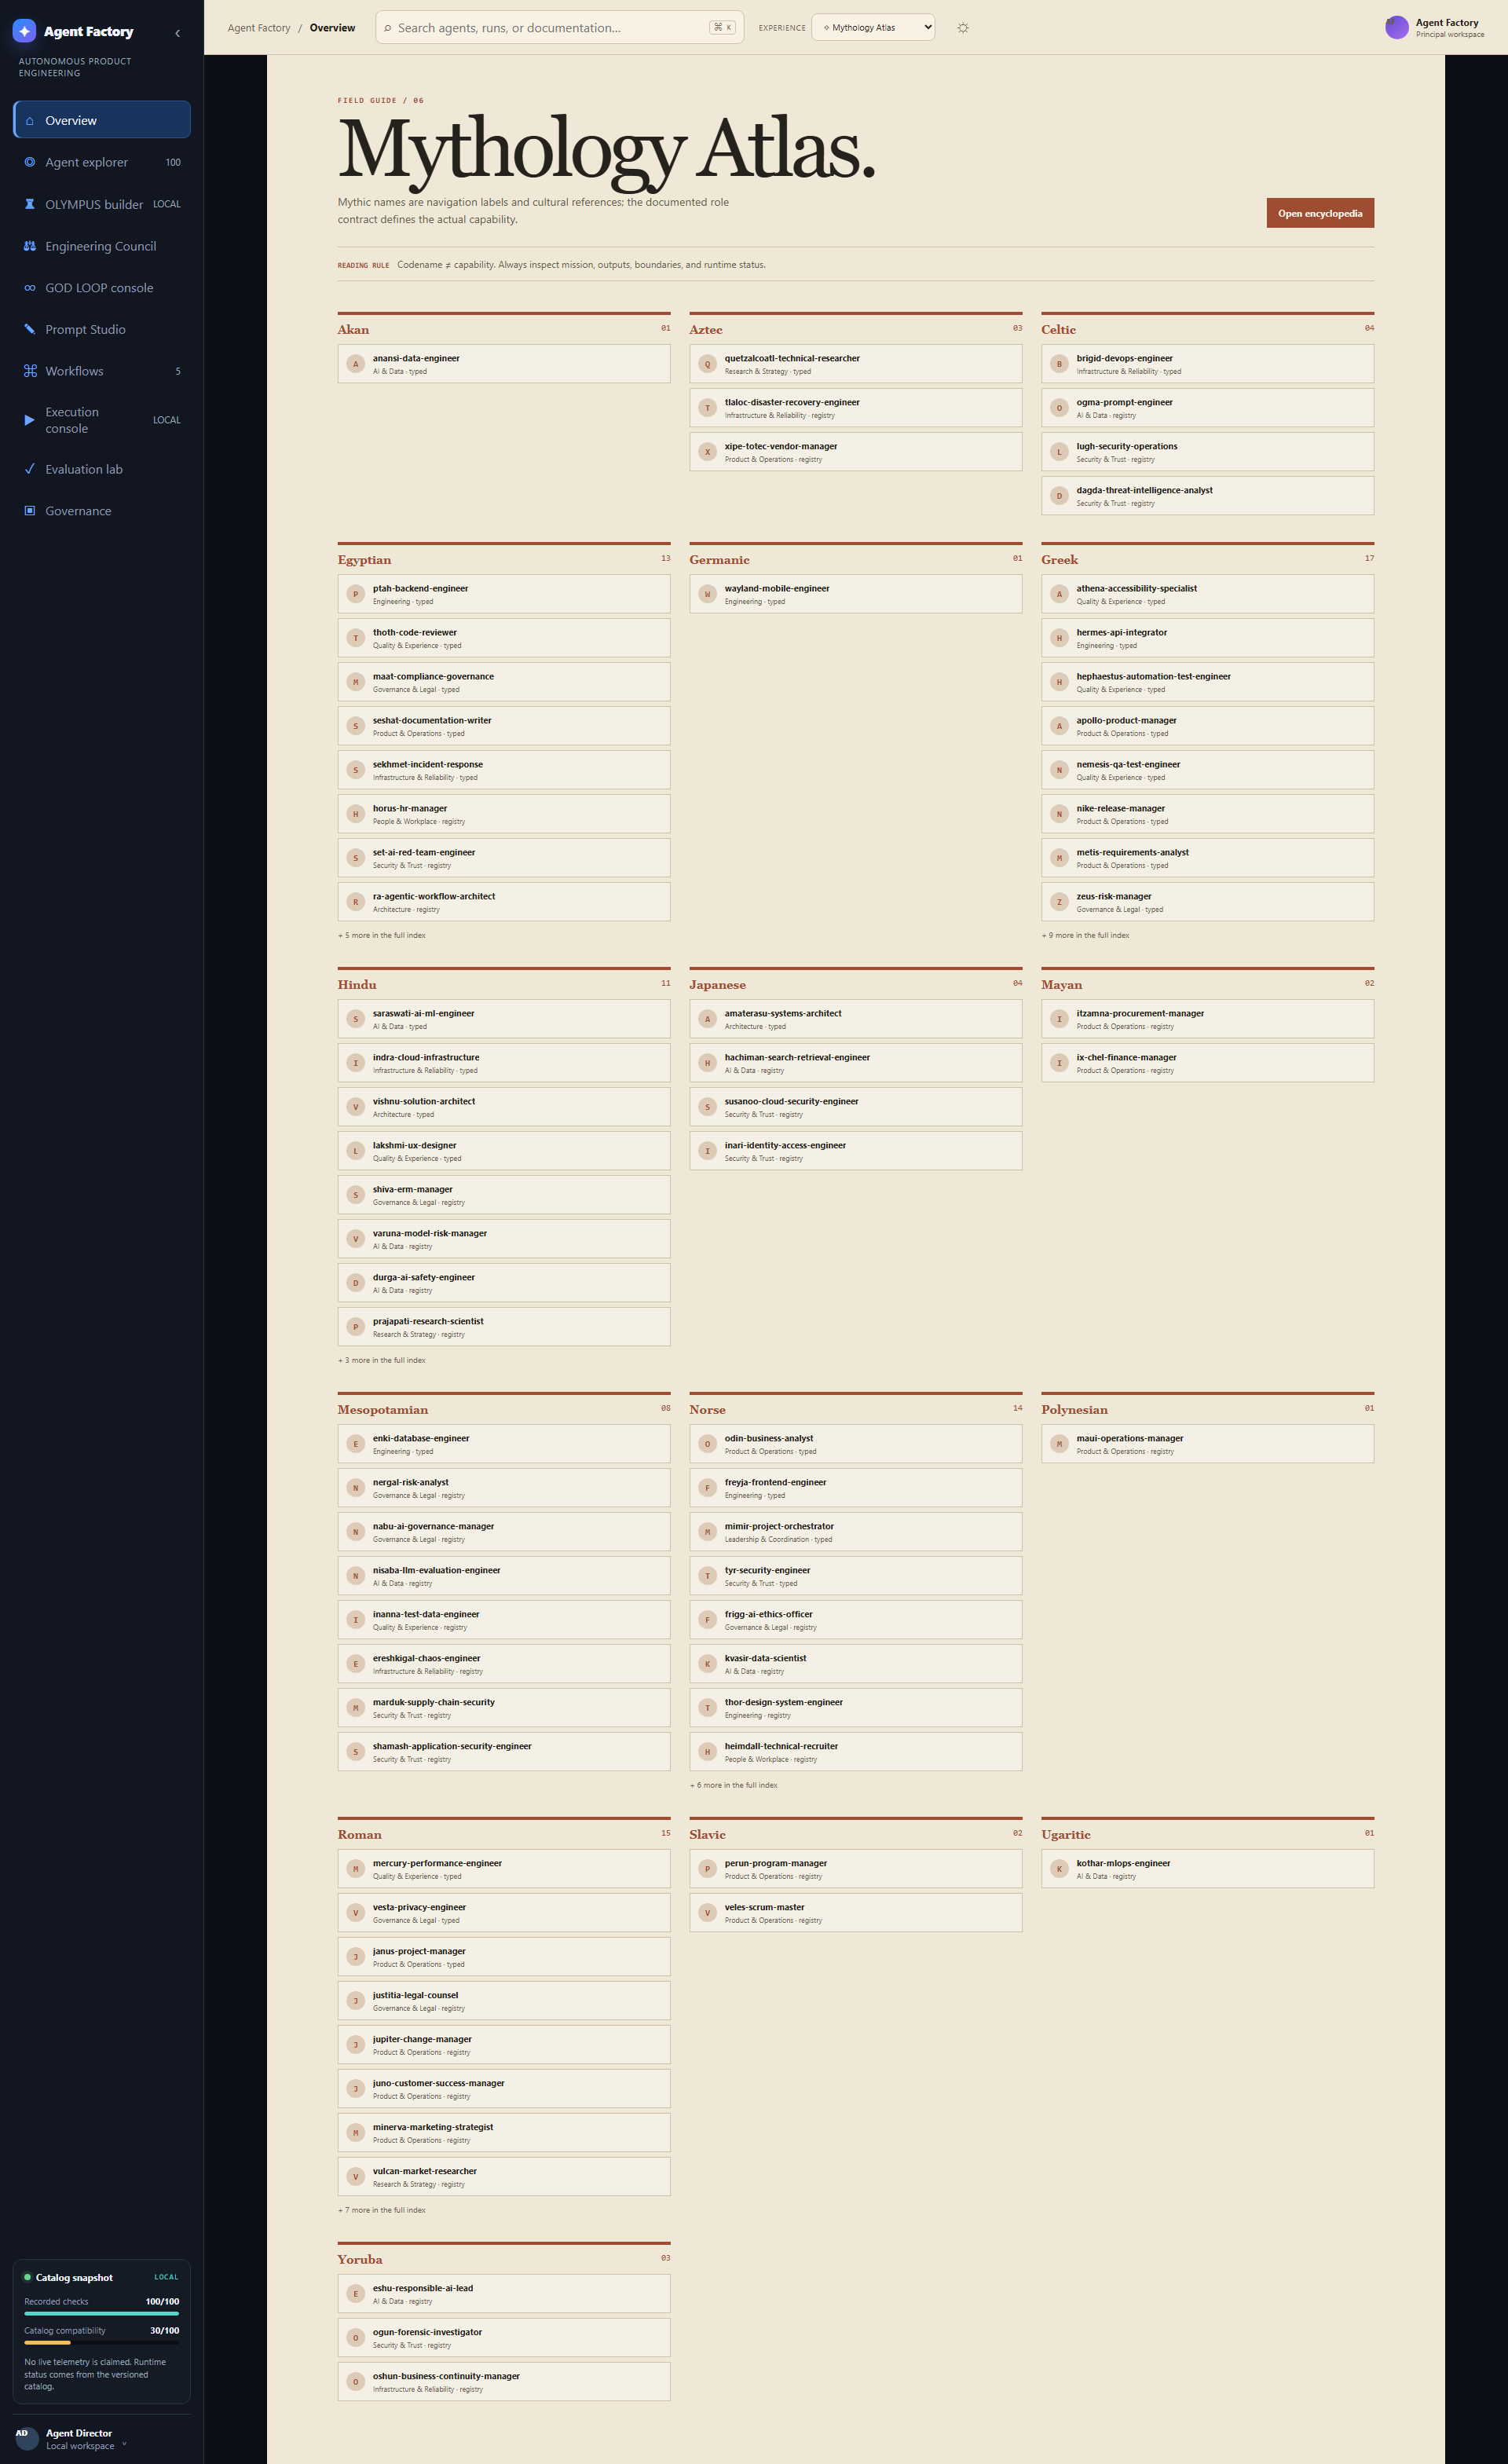 Agent Factory
AUTONOMOUS PRODUCT
ENGINEERING
Overview
Agent explorer 100
OLYMPUS builder LOCAL
Engineering Council
GOD LOOP console
Prompt Studio
Workflows 5
Execution
console LOCAL
Evaluation lab
Governance
Catalog snapshot LOCAL
Recorded checks 100/100
Catalog compatibility 30/100
No live telemetry is claimed. Runtime
status comes from the versioned
catalog.
AD
Agent Director
Local workspace
Agent Factory / Overview
Search agents, runs, or documentation...
⌘ K
EXPERIENCE
✧ Mythology Atlas
Agent Factory
Principal workspace
FIELD GUIDE / 06
Mythology Atlas.
Mythic names are navigation labels and cultural references; the documented role
contract defines the actual capability.
Open encyclopedia
READING RULE Codename ≠ capability. Always inspect mission, outputs, boundaries, and runtime status.
Akan 01
A
anansi-data-engineer
AI & Data · typed
Aztec 03
Q
quetzalcoatl-technical-researcher
Research & Strategy · typed
T
tlaloc-disaster-recovery-engineer
Infrastructure & Reliability · registry
X
xipe-totec-vendor-manager
Product & Operations · registry
Celtic 04
B
brigid-devops-engineer
Infrastructure & Reliability · typed
O
ogma-prompt-engineer
AI & Data · registry
L
lugh-security-operations
Security & Trust · registry
D
dagda-threat-intelligence-analyst
Security & Trust · registry
Egyptian 13
P
ptah-backend-engineer
Engineering · typed
T
thoth-code-reviewer
Quality & Experience · typed
M
maat-compliance-governance
Governance & Legal · typed
S
seshat-documentation-writer
Product & Operations · typed
S
sekhmet-incident-response
Infrastructure & Reliability · typed
H
horus-hr-manager
People & Workplace · registry
S
set-ai-red-team-engineer
Security & Trust · registry
R
ra-agentic-workflow-architect
Architecture · registry
+ 5 more in the full index
Germanic 01
W
wayland-mobile-engineer
Engineering · typed
Greek 17
A
athena-accessibility-specialist
Quality & Experience · typed
H
hermes-api-integrator
Engineering · typed
H
hephaestus-automation-test-engineer
Quality & Experience · typed
A
apollo-product-manager
Product & Operations · typed
N
nemesis-qa-test-engineer
Quality & Experience · typed
N
nike-release-manager
Product & Operations · typed
M
metis-requirements-analyst
Product & Operations · typed
Z
zeus-risk-manager
Governance & Legal · typed
+ 9 more in the full index
Hindu 11
S
saraswati-ai-ml-engineer
AI & Data · typed
I
indra-cloud-infrastructure
Infrastructure & Reliability · typed
V
vishnu-solution-architect
Architecture · typed
L
lakshmi-ux-designer
Quality & Experience · typed
S
shiva-erm-manager
Governance & Legal · registry
V
varuna-model-risk-manager
AI & Data · registry
D
durga-ai-safety-engineer
AI & Data · registry
P
prajapati-research-scientist
Research & Strategy · registry
+ 3 more in the full index
Japanese 04
A
amaterasu-systems-architect
Architecture · typed
H
hachiman-search-retrieval-engineer
AI & Data · registry
S
susanoo-cloud-security-engineer
Security & Trust · registry
I
inari-identity-access-engineer
Security & Trust · registry
Mayan 02
I
itzamna-procurement-manager
Product & Operations · registry
I
ix-chel-finance-manager
Product & Operations · registry
Mesopotamian 08
E
enki-database-engineer
Engineering · typed
N
nergal-risk-analyst
Governance & Legal · registry
N
nabu-ai-governance-manager
Governance & Legal · registry
N
nisaba-llm-evaluation-engineer
AI & Data · registry
I
inanna-test-data-engineer
Quality & Experience · registry
E
ereshkigal-chaos-engineer
Infrastructure & Reliability · registry
M
marduk-supply-chain-security
Security & Trust · registry
S
shamash-application-security-engineer
Security & Trust · registry
Norse 14
O
odin-business-analyst
Product & Operations · typed
F
freyja-frontend-engineer
Engineering · typed
M
mimir-project-orchestrator
Leadership & Coordination · typed
T
tyr-security-engineer
Security & Trust · typed
F
frigg-ai-ethics-officer
Governance & Legal · registry
K
kvasir-data-scientist
AI & Data · registry
T
thor-design-system-engineer
Engineering · registry
H
heimdall-technical-recruiter
People & Workplace · registry
+ 6 more in the full index
Polynesian 01
M
maui-operations-manager
Product & Operations · registry
Roman 15
M
mercury-performance-engineer
Quality & Experience · typed
V
vesta-privacy-engineer
Governance & Legal · typed
J
janus-project-manager
Product & Operations · typed
J
justitia-legal-counsel
Governance & Legal · registry
J
jupiter-change-manager
Product & Operations · registry
J
juno-customer-success-manager
Product & Operations · registry
M
minerva-marketing-strategist
Product & Operations · registry
V
vulcan-market-researcher
Research & Strategy · registry
+ 7 more in the full index
Slavic 02
P
perun-program-manager
Product & Operations · registry
V
veles-scrum-master
Product & Operations · registry
Ugaritic 01
K
kothar-mlops-engineer
AI & Data · registry
Yoruba 03
E
eshu-responsible-ai-lead
AI & Data · registry
O
ogun-forensic-investigator
Security & Trust · registry
O
oshun-business-continuity-manager
Infrastructure & Reliability · registry